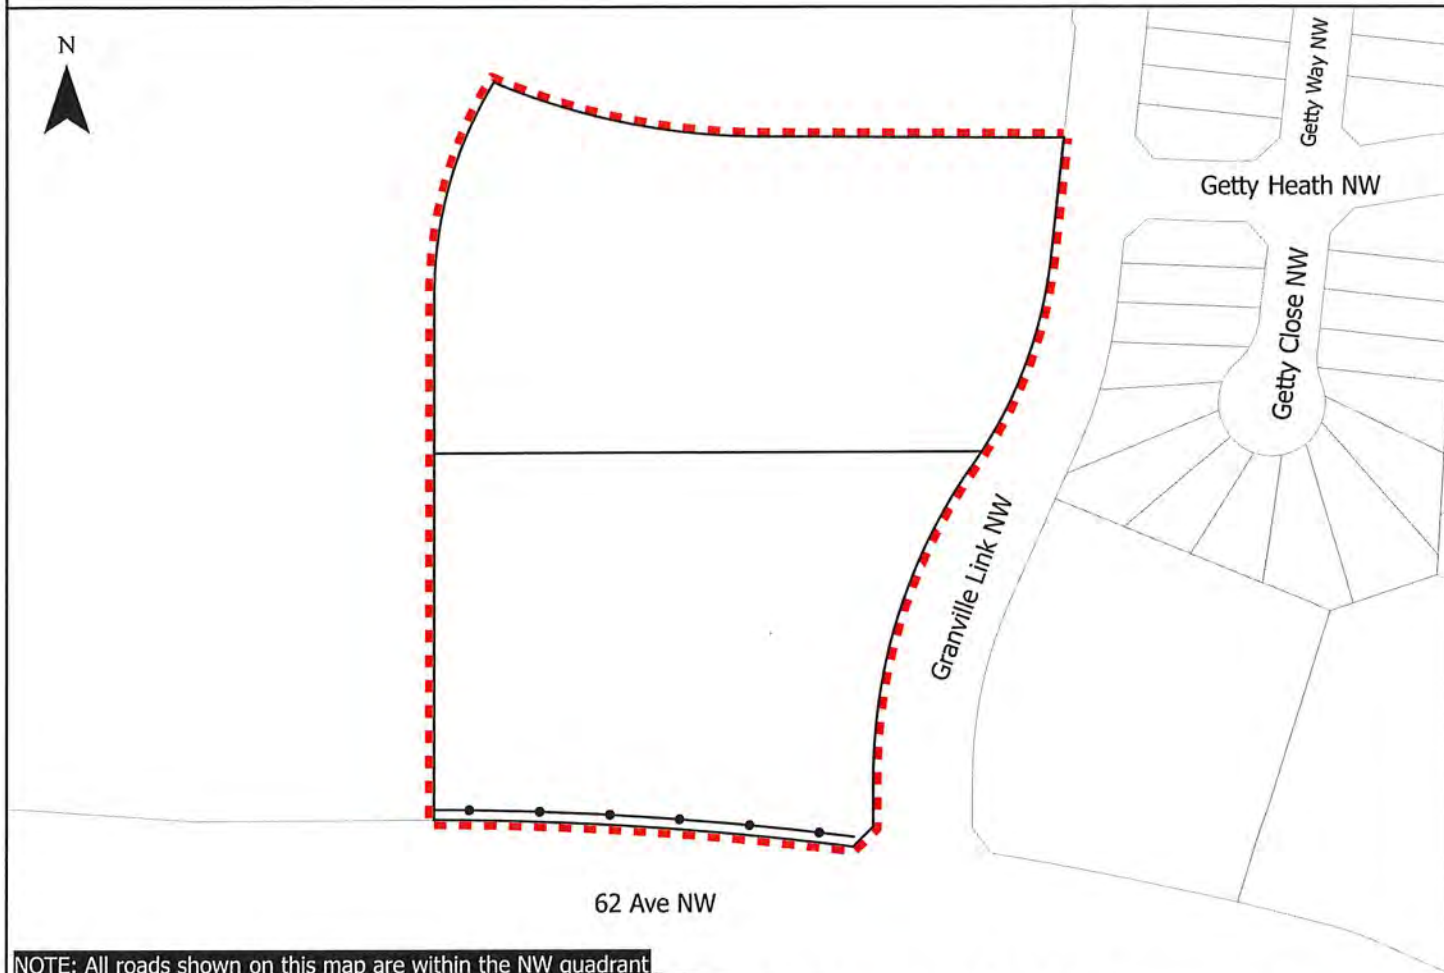 N
Getty Way NW
Getty Heath NW
Getty Close NW
Granville Link NW
62 Ave NW
NOTE: All roads shown on this map are within the NW quadrant